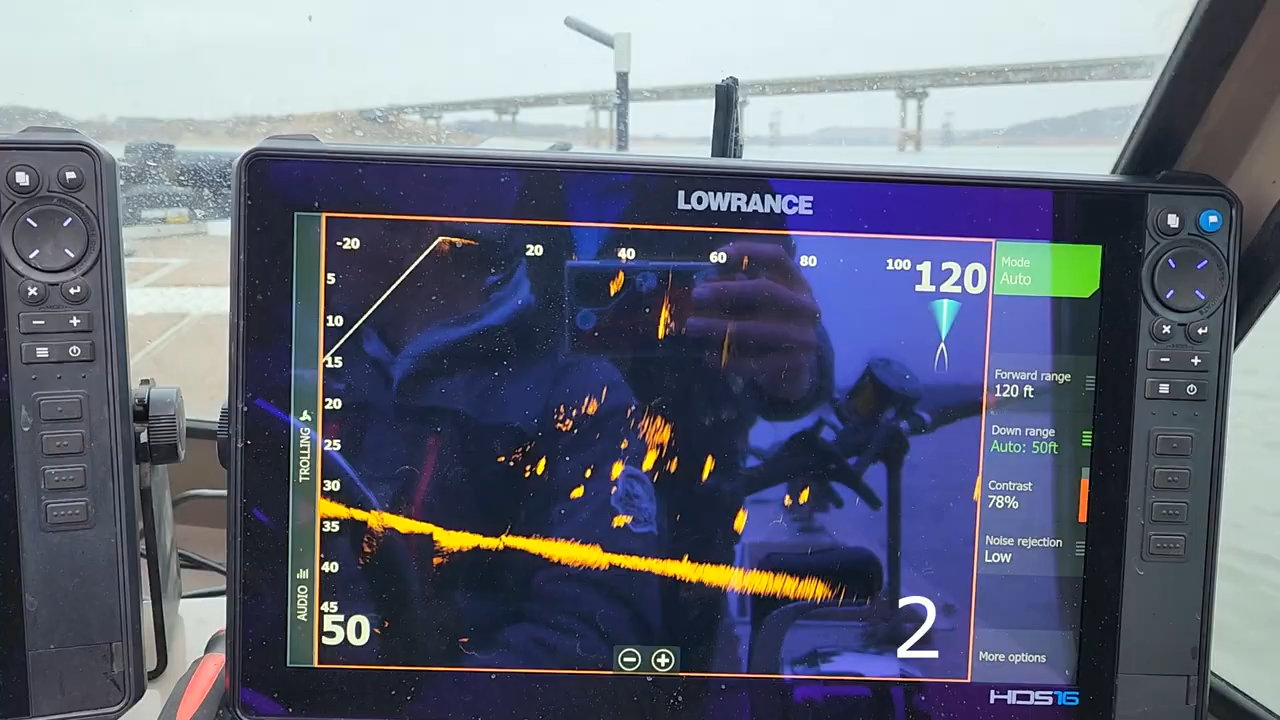 LOWRANCE
-20
20
40
60
80
100
120
5
10
15
20
25
30
35
40
45
50
TROLLING
AUDIO
Mode
Auto
Forward range
120 ft
Down range
Auto: 50ft
Contrast
78%
Noise rejection
Low
More options
2
HDS16